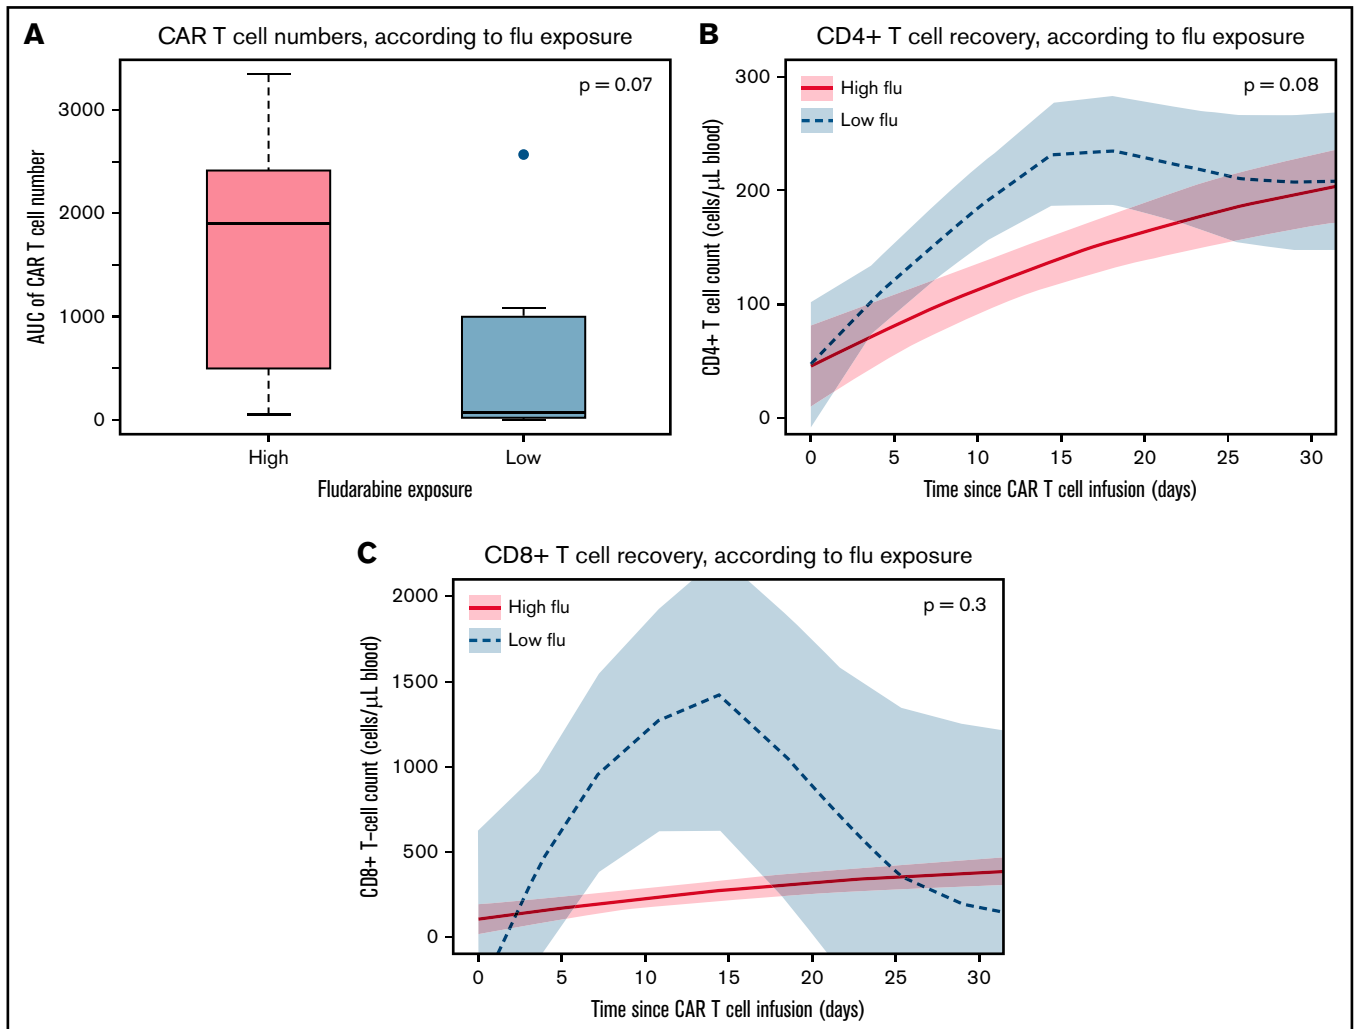 A
CAR T cell numbers, according to flu exposure
p = 0.07
AUC of CAR T cell number
3000
2000
1000
0
High
Low
Fludarabine exposure
B
CD4+ T cell recovery, according to flu exposure
High flu
Low flu
p = 0.08
CD4+ T cell count (cells/μL blood)
300
200
100
0
0 5 10 15 20 25 30
Time since CAR T cell infusion (days)
C
CD8+ T cell recovery, according to flu exposure
High flu
Low flu
p = 0.3
CD8+ T-cell count (cells/μL blood)
2000
1500
1000
500
0
0 5 10 15 20 25 30
Time since CAR T cell infusion (days)